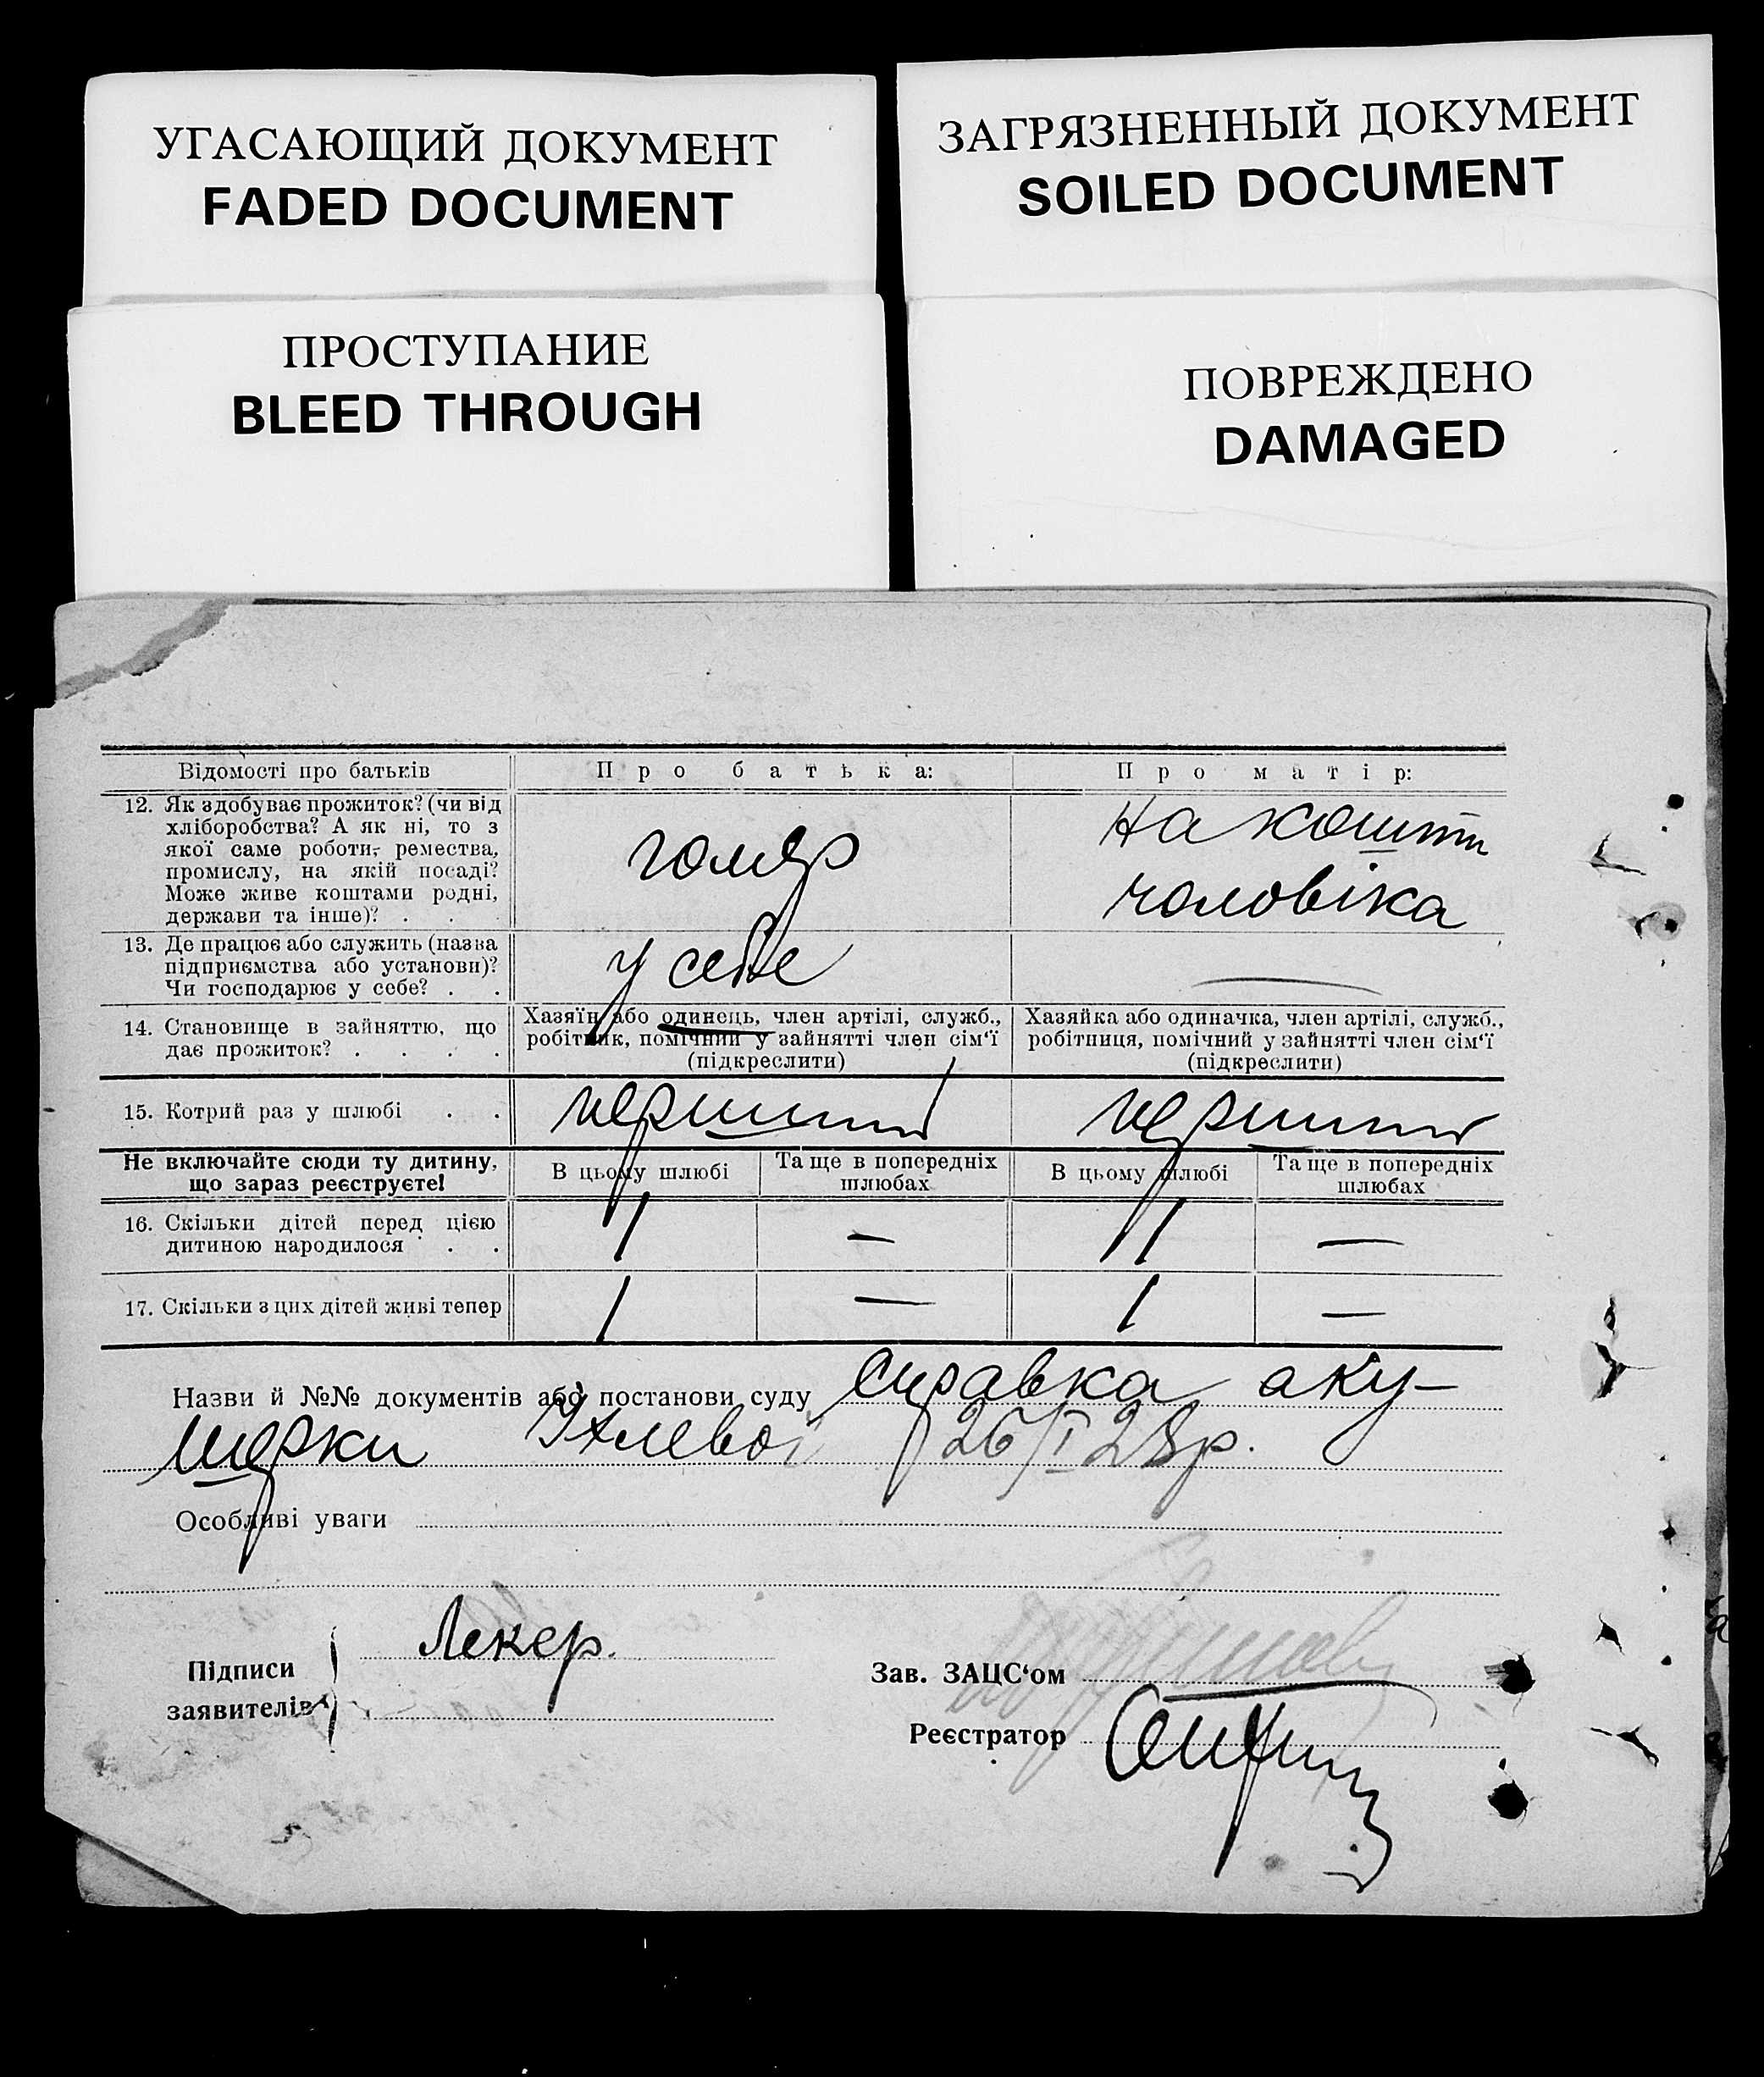 УГАСАЮЩИЙ ДОКУМЕНТ
FADED DOCUMENT
ЗАГРЯЗНЕННЫЙ ДОКУМЕНТ
SOILED DOCUMENT
ПРОСТУПАНИЕ
BLEED THROUGH
ПОВРЕЖДЕНО
DAMAGED
Відомості про батьків
Про батька:
Про матір:
12. Як здобуває прожиток? (чи від
хліборобства? А як ні, то з
якої саме роботи, ремества,
промислу, на якій посаді?
Може живе коштами родні,
держави та інше)? . .
голяр
на кошти
чоловіка
13. Де працює або служить (назва
підприємства або установи)?
Чи господарює у себе? . .
у себе
—
14. Становище в зайняттю, що
дає прожиток? . . . .
Хазяїн або одинець, член артілі, служб.,
робітник, помічний у зайнятті член сім‘ї
(підкреслити)
Хазяйка або одиначка, член артілі, служб.,
робітниця, помічний у зайнятті член сім‘ї
(підкреслити)
15. Котрий раз у шлюбі . .
перший
перший
Не включайте сюди ту дитину,
що зараз реєструєте!
В цьому шлюбі
Та ще в попередніх
шлюбах
В цьому шлюбі
Та ще в попередніх
шлюбах
16. Скільки дітей перед цією
дитиною народилося . .
1 — 1 —
17. Скільки з цих дітей живі тепер
1 — 1 —
Назви й №№ документів або постанови суду Справка аку-
шерки 26/I 28р.
Особливі уваги
Підписи
заявителів
Лекер.
Зав. ЗАЦС‘ом
Реєстратор